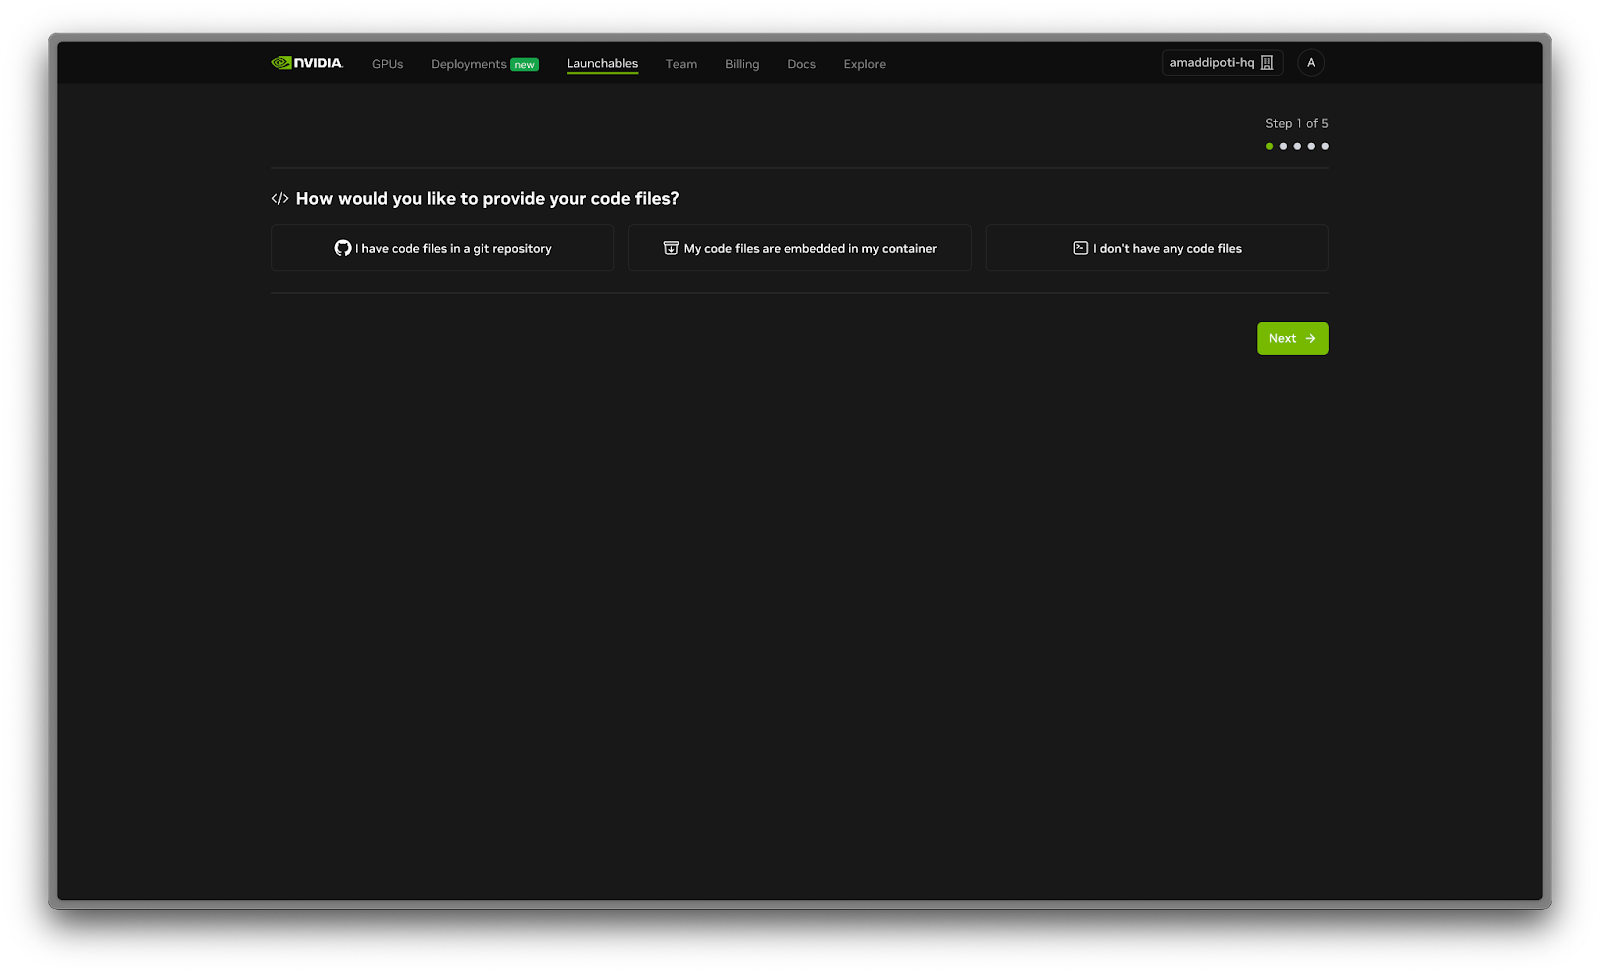 NVIDIA. GPUs Deployments new Launchables Team Billing Docs Explore amaddipoti-hq A
Step 1 of 5
</> How would you like to provide your code files?
I have code files in a git repository My code files are embedded in my container I don't have any code files
Next →